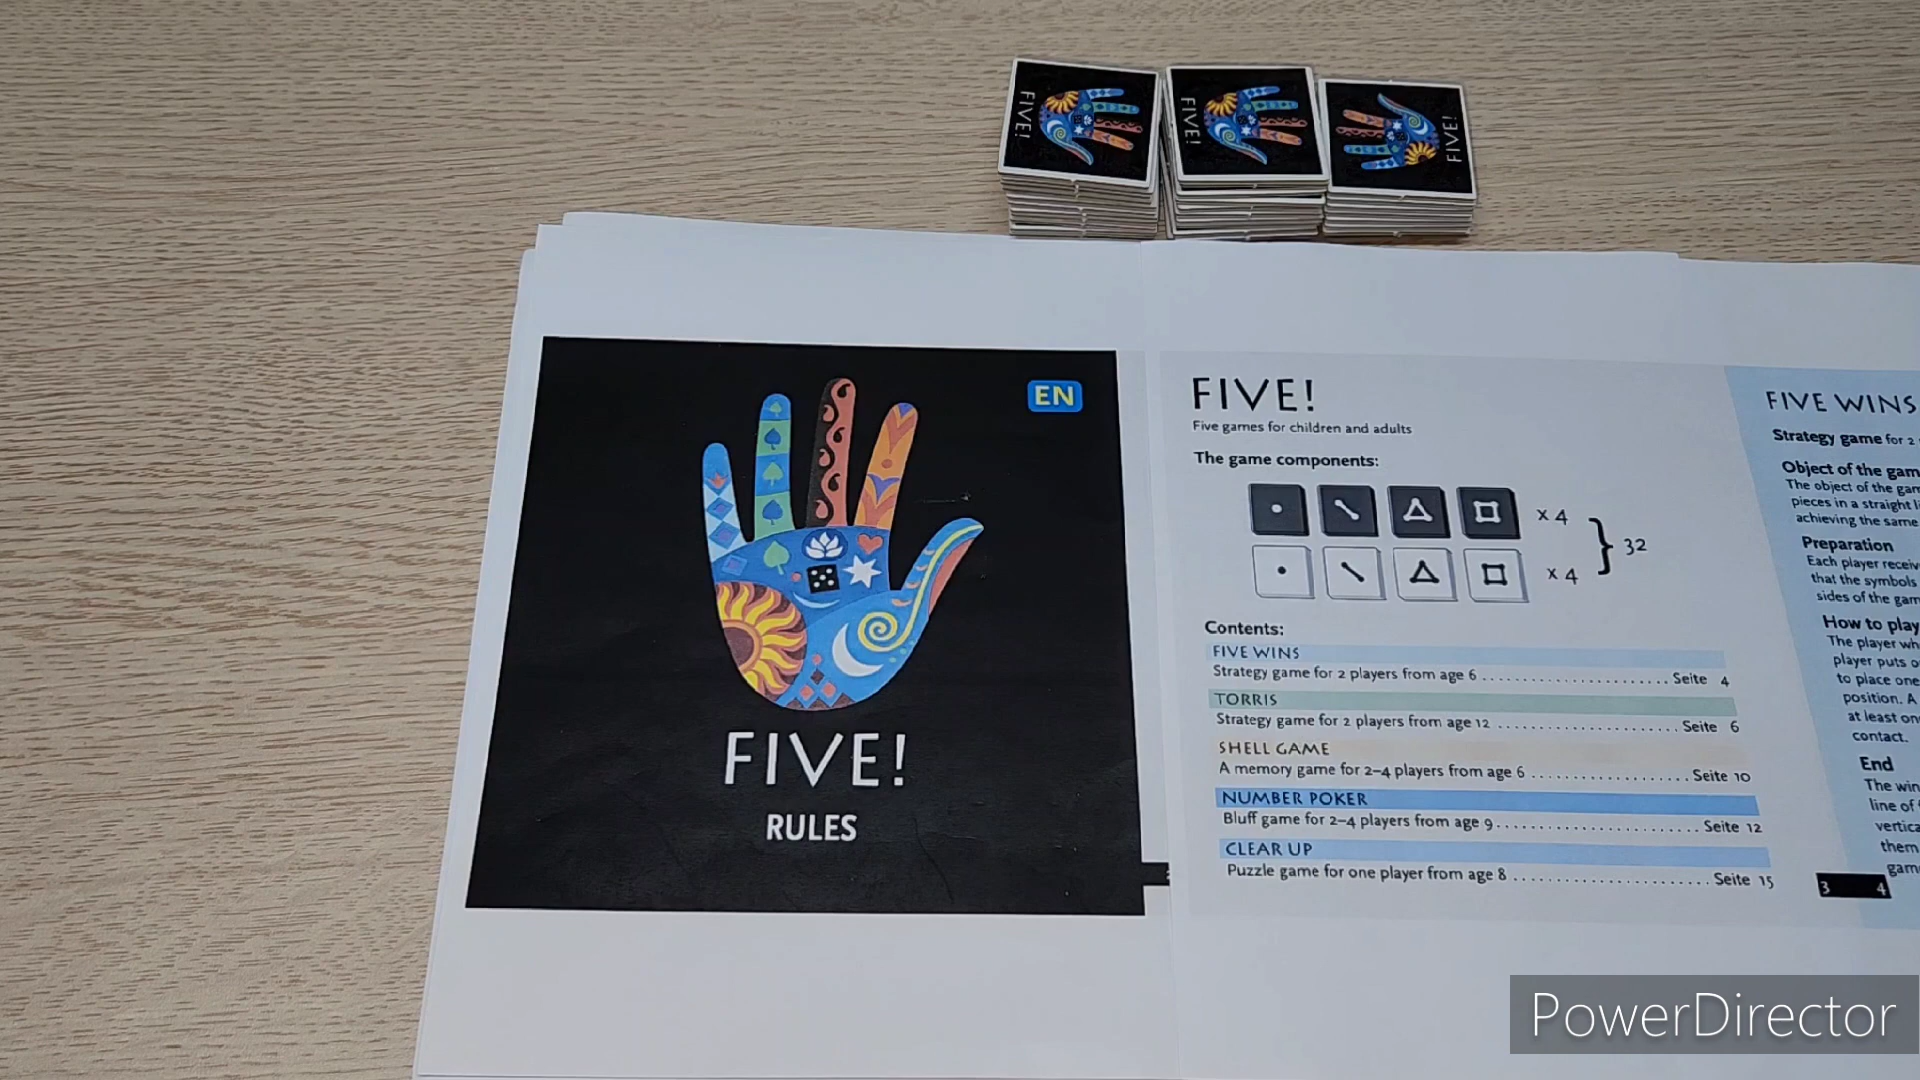 FIVE!
FIVE!
FIVE!
EN
FIVE!
RULES
FIVE!
Five games for children and adults
The game components:
x 4
x 4
32
Contents:
FIVE WINS
Strategy game for 2 players from age 6 ........................ Seite 4
TORRIS
Strategy game for 2 players from age 12 ........................ Seite 6
SHELL GAME
A memory game for 2–4 players from age 6 ........................ Seite 10
NUMBER POKER
Bluff game for 2–4 players from age 9 ........................ Seite 12
CLEAR UP
Puzzle game for one player from age 8 ........................ Seite 15
3
4
FIVE WINS
Strategy game for 2
Object of the gam
The object of the gam
pieces in a straight li
achieving the same
Preparation
Each player receiv
that the symbols
sides of the gam
How to play
The player wh
player puts o
to place one
position. A
at least on
contact.
End
The win
line of
vertica
them
gam
PowerDirector